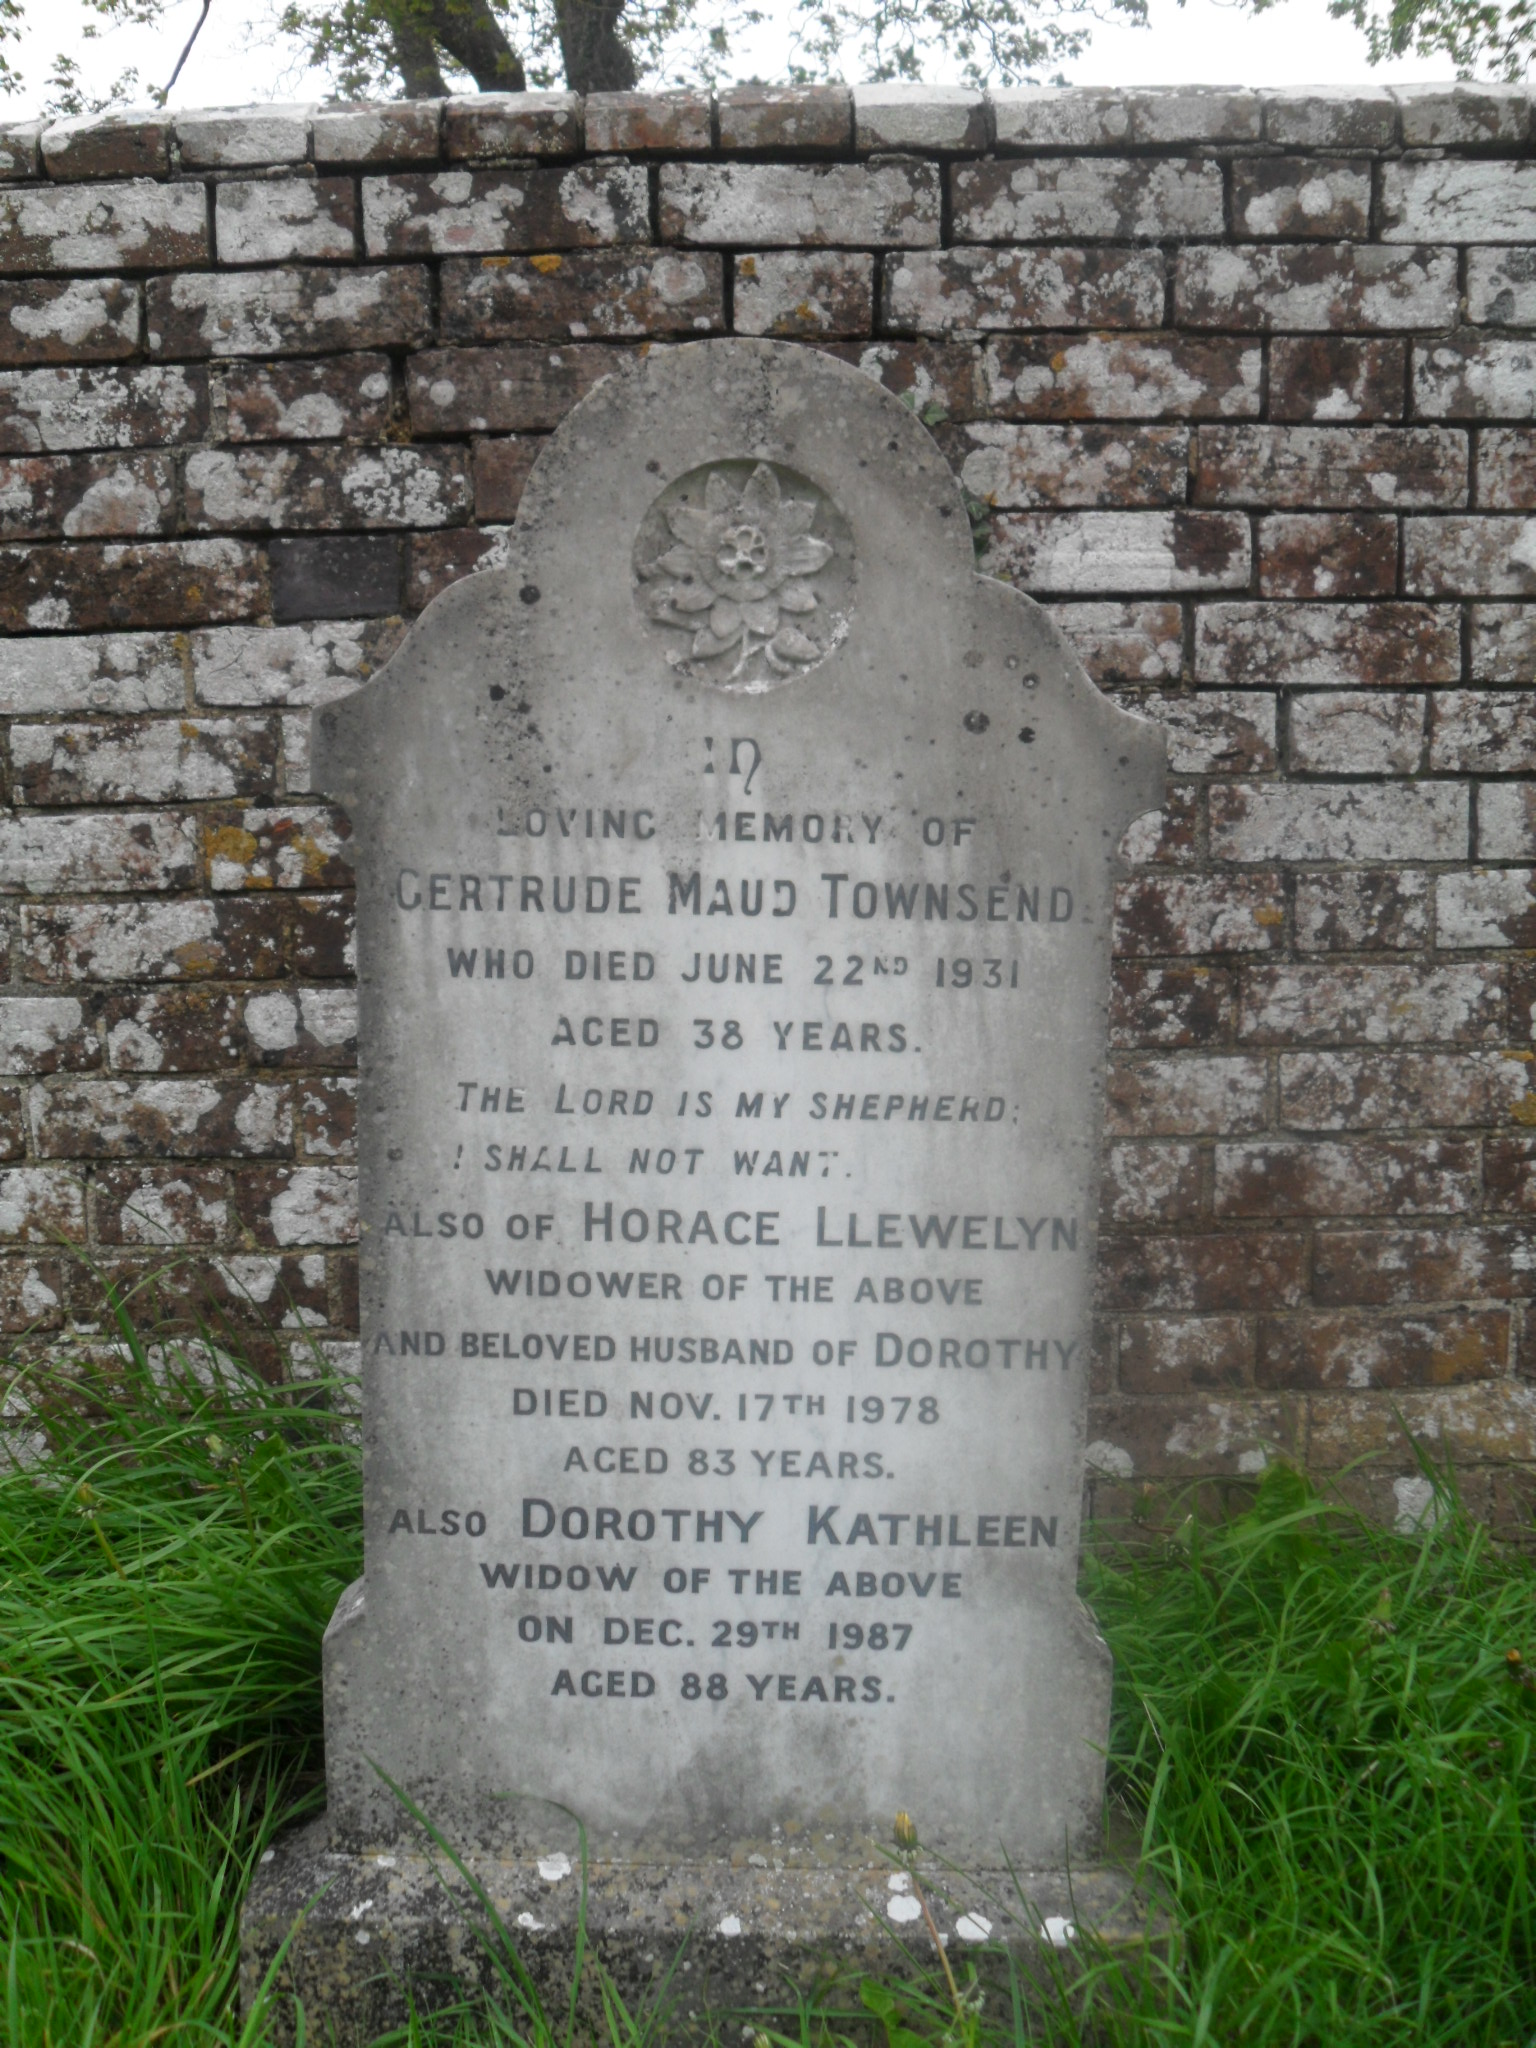 In
LOVING MEMORY OF
GERTRUDE MAUD TOWNSEND
WHO DIED JUNE 22ND 1931
AGED 38 YEARS.
THE LORD IS MY SHEPHERD;
I SHALL NOT WANT.
ALSO OF HORACE LLEWELYN
WIDOWER OF THE ABOVE
AND BELOVED HUSBAND OF DOROTHY
DIED NOV. 17TH 1978
AGED 83 YEARS.
ALSO DOROTHY KATHLEEN
WIDOW OF THE ABOVE
ON DEC. 29TH 1987
AGED 88 YEARS.